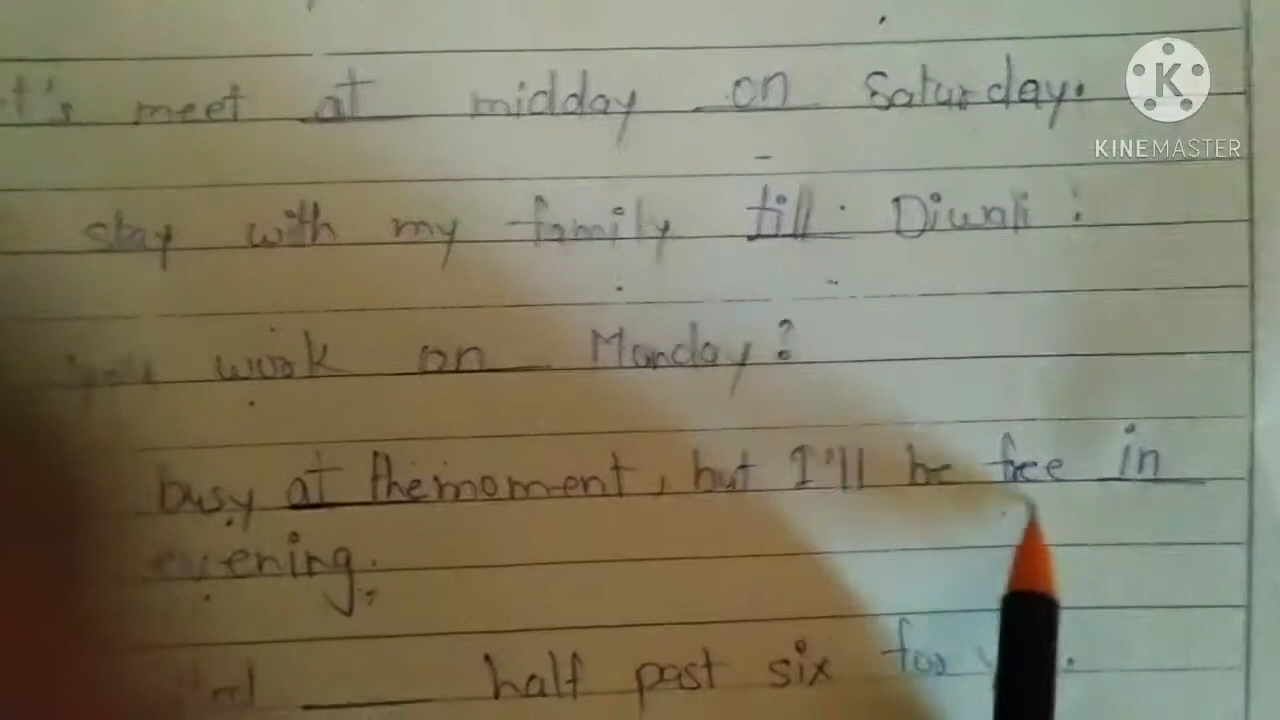 t's meet at midday on Saturday.
K
KINEMASTER
stay with my family till Diwali.
work on Monday?
busy at the moment, but I'll be free in
evening.
half past six for